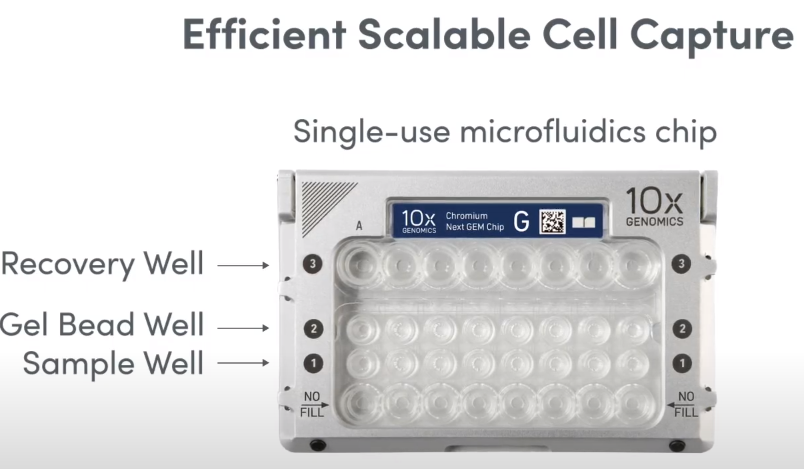 Efficient Scalable Cell Capture
Single-use microfluidics chip
10x
GENOMICS
Chromium
Next GEM Chip
G
10x
GENOMICS
A
Recovery Well
3
3
Gel Bead Well
2
2
Sample Well
1
1
NO
FILL
NO
FILL